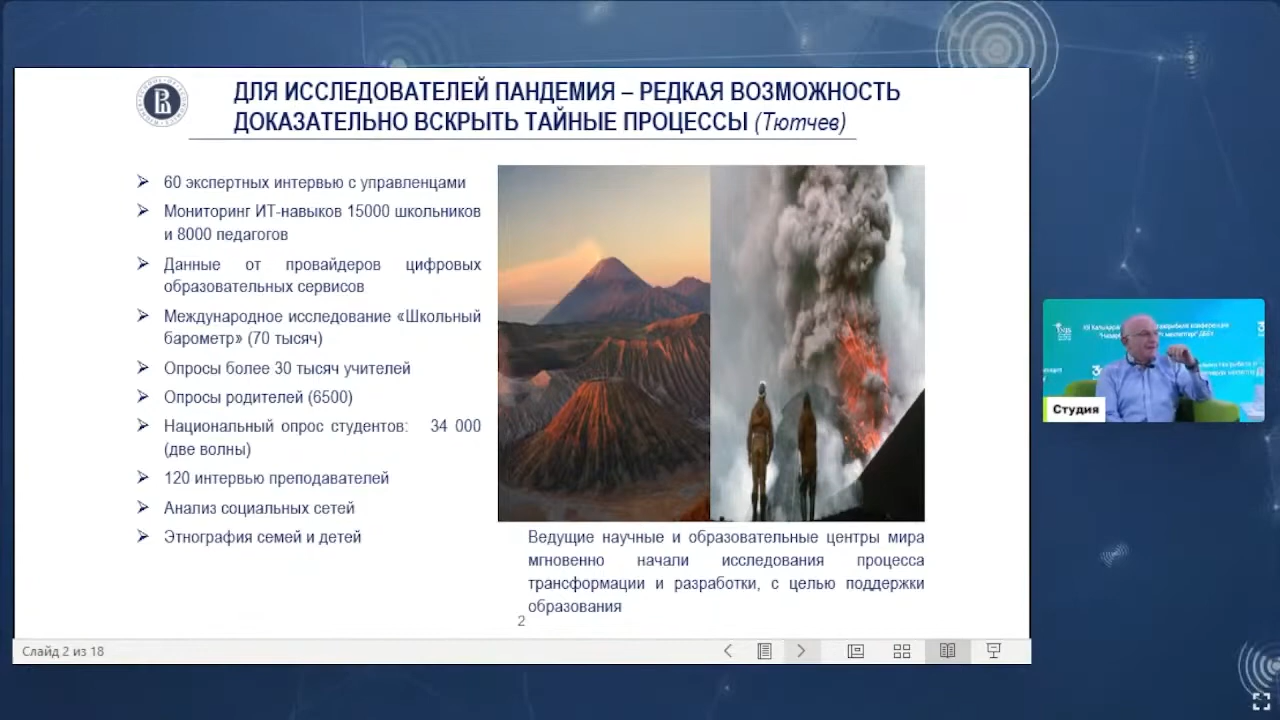 ДЛЯ ИССЛЕДОВАТЕЛЕЙ ПАНДЕМИЯ – РЕДКАЯ ВОЗМОЖНОСТЬ
ДОКАЗАТЕЛЬНО ВСКРЫТЬ ТАЙНЫЕ ПРОЦЕССЫ (Тютчев)
60 экспертных интервью с управленцами
Мониторинг ИТ-навыков 15000 школьников
и 8000 педагогов
Данные от провайдеров цифровых
образовательных сервисов
Международное исследование «Школьный
барометр» (70 тысяч)
Опросы более 30 тысяч учителей
Опросы родителей (6500)
Национальный опрос студентов: 34 000
(две волны)
120 интервью преподавателей
Анализ социальных сетей
Этнография семей и детей
Ведущие научные и образовательные центры мира
мгновенно начали исследования процесса
трансформации и разработки, с целью поддержки
образования
2
Слайд 2 из 18
Студия